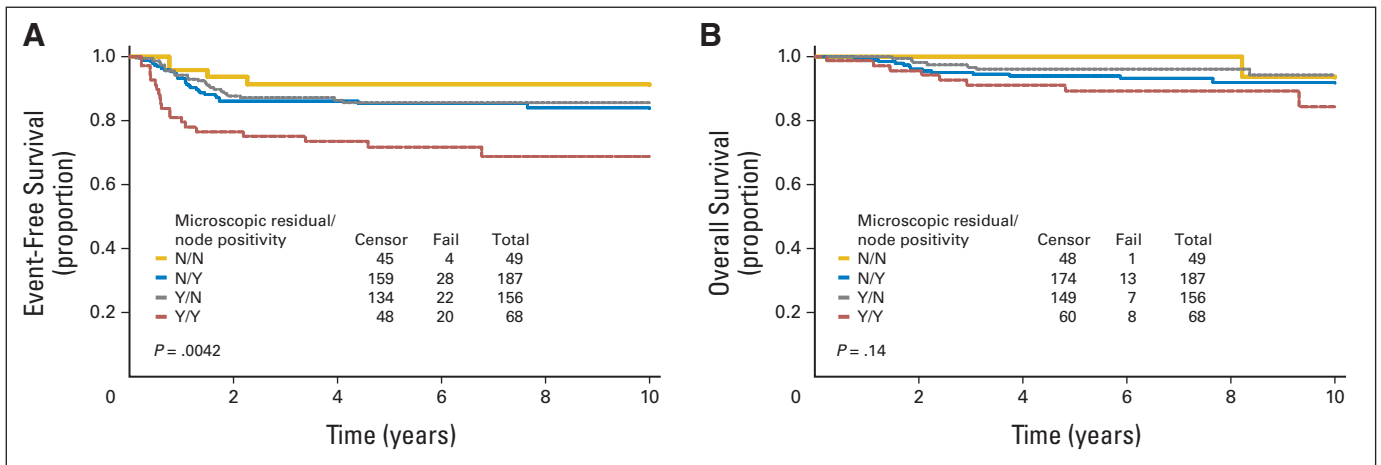 A
Event-Free Survival
(proportion)
1.0
0.8
0.6
0.4
0.2
0
2
4
6
8
10
Time (years)
Microscopic residual/
node positivity Censor Fail Total
N/N 45 4 49
N/Y 159 28 187
Y/N 134 22 156
Y/Y 48 20 68
P = .0042
B
Overall Survival
(proportion)
1.0
0.8
0.6
0.4
0.2
0
2
4
6
8
10
Time (years)
Microscopic residual/
node positivity Censor Fail Total
N/N 48 1 49
N/Y 174 13 187
Y/N 149 7 156
Y/Y 60 8 68
P = .14